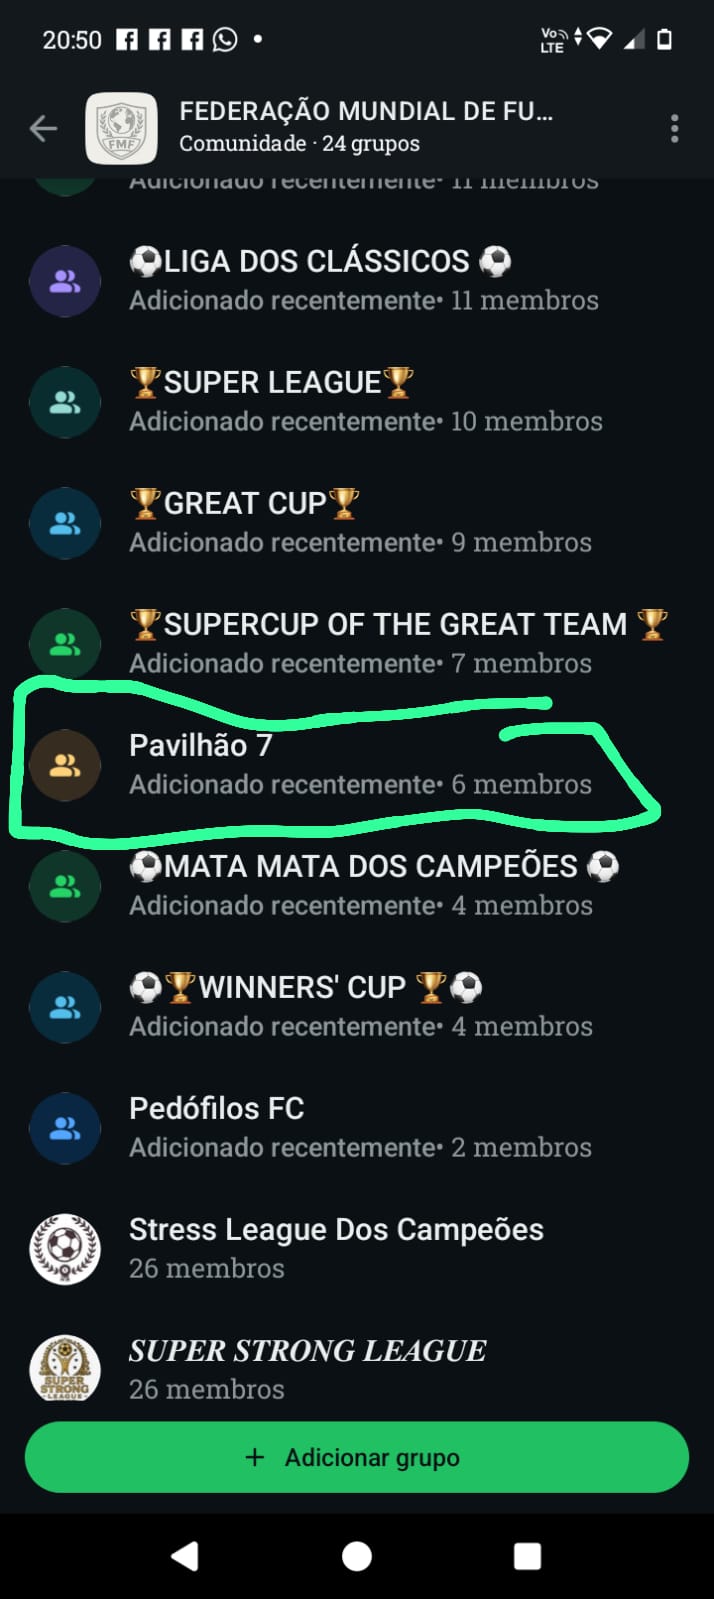 20:50
Vo)) LTE
FMF
FEDERAÇÃO MUNDIAL DE FU...
Comunidade · 24 grupos
Adicionado recentemente• 11 membros
⚽LIGA DOS CLÁSSICOS ⚽
Adicionado recentemente• 11 membros
🏆SUPER LEAGUE🏆
Adicionado recentemente• 10 membros
🏆GREAT CUP🏆
Adicionado recentemente• 9 membros
🏆SUPERCUP OF THE GREAT TEAM 🏆
Adicionado recentemente• 7 membros
Pavilhão 7
Adicionado recentemente• 6 membros
⚽MATA MATA DOS CAMPEÕES ⚽
Adicionado recentemente• 4 membros
⚽🏆WINNERS' CUP 🏆⚽
Adicionado recentemente• 4 membros
Pedófilos FC
Adicionado recentemente• 2 membros
Stress League Dos Campeões
26 membros
SUPER STRONG LEAGUE
26 membros
SUPER
STRONG
LEAGUE
+ Adicionar grupo